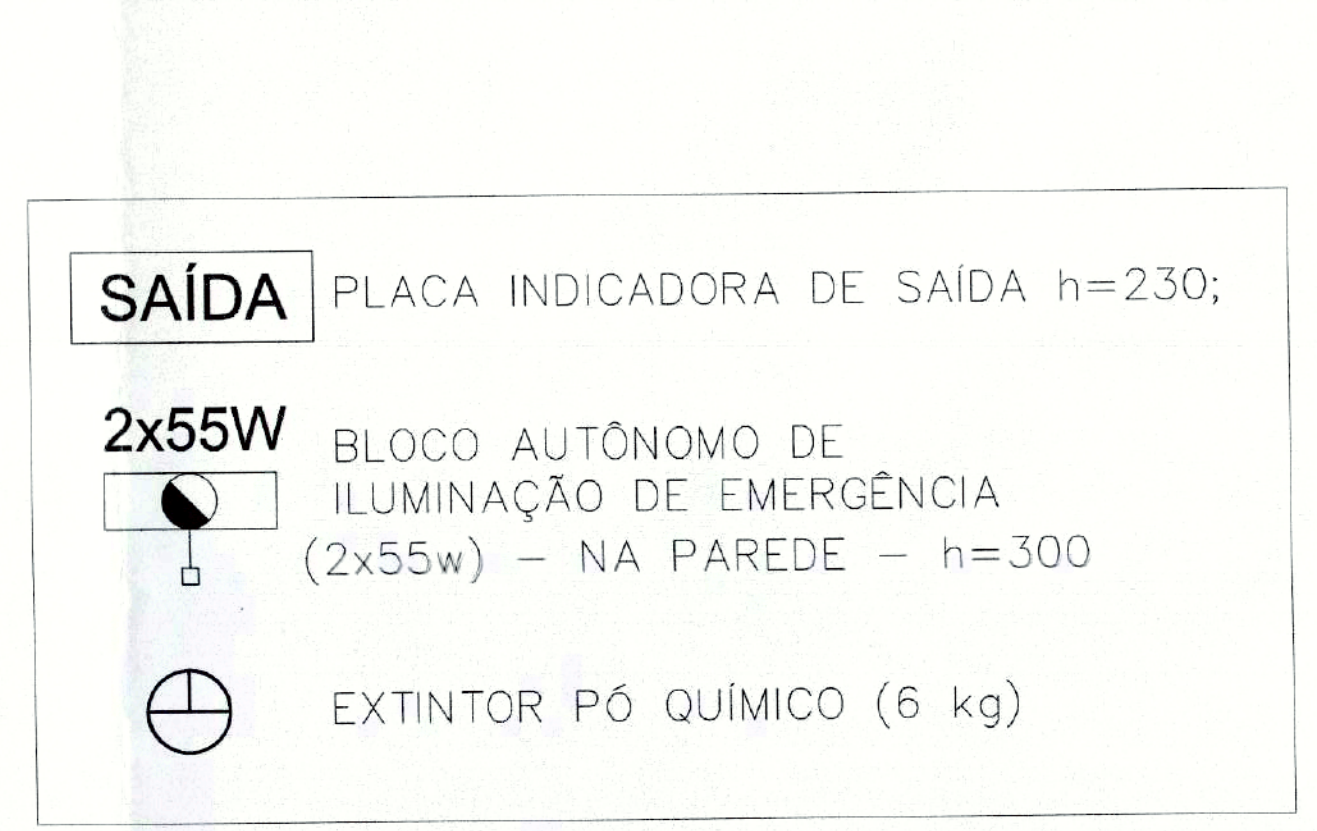 SAÍDA PLACA INDICADORA DE SAÍDA h=230;
2x55W
BLOCO AUTÔNOMO DE
ILUMINAÇÃO DE EMERGÊNCIA
(2x55w) – NA PAREDE – h=300
EXTINTOR PÓ QUÍMICO (6 kg)